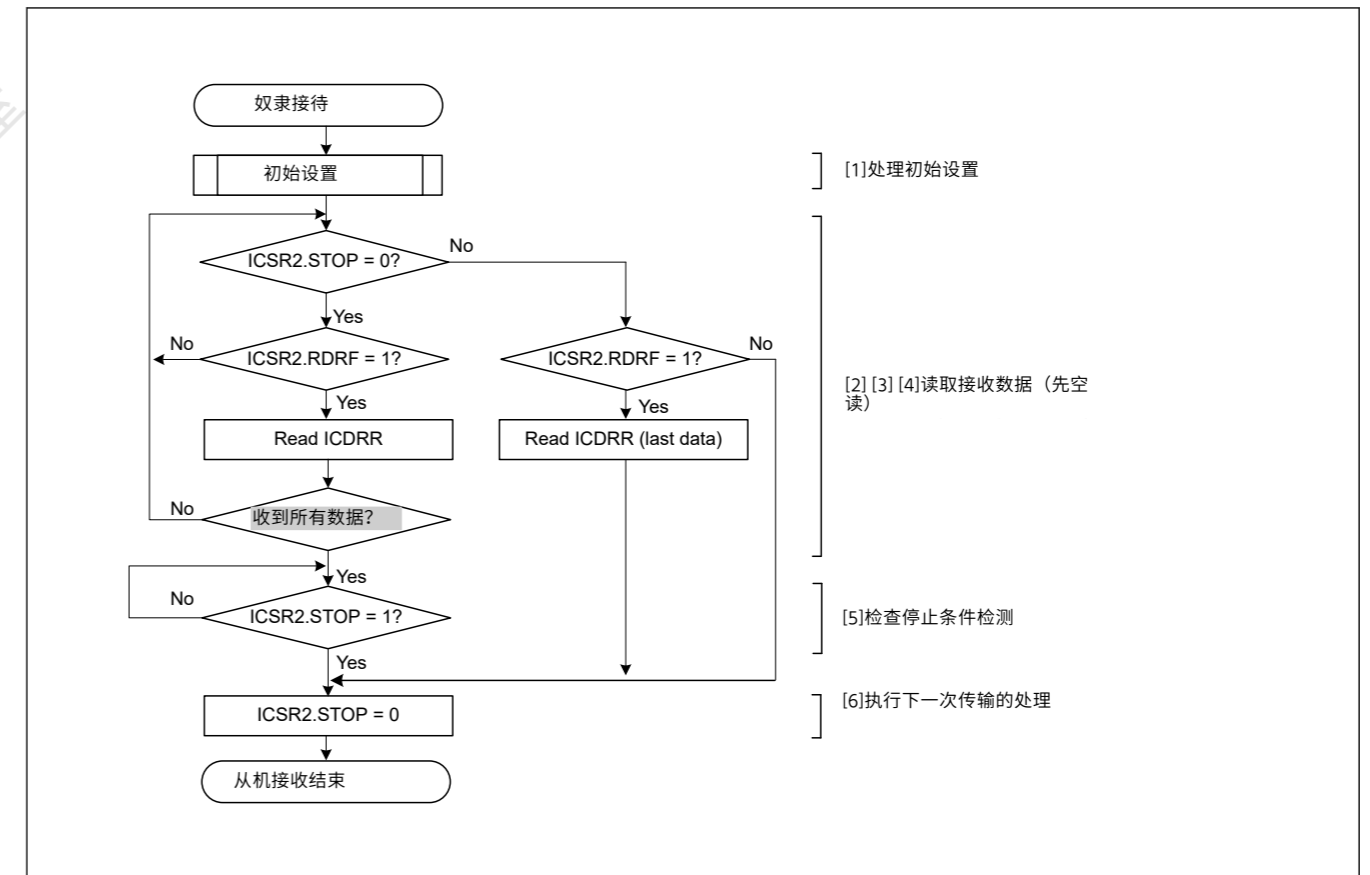 奴隶接待
初始设置
[1]处理初始设置
ICSR2.STOP = 0?
No
Yes
No
ICSR2.RDRF = 1?
ICSR2.RDRF = 1?
No
Yes
Yes
[2] [3] [4]读取接收数据（先空
读）
Read ICDRR
Read ICDRR (last data)
No
收到所有数据？
Yes
No
ICSR2.STOP = 1?
[5]检查停止条件检测
Yes
ICSR2.STOP = 0
[6]执行下一次传输的处理
从机接收结束